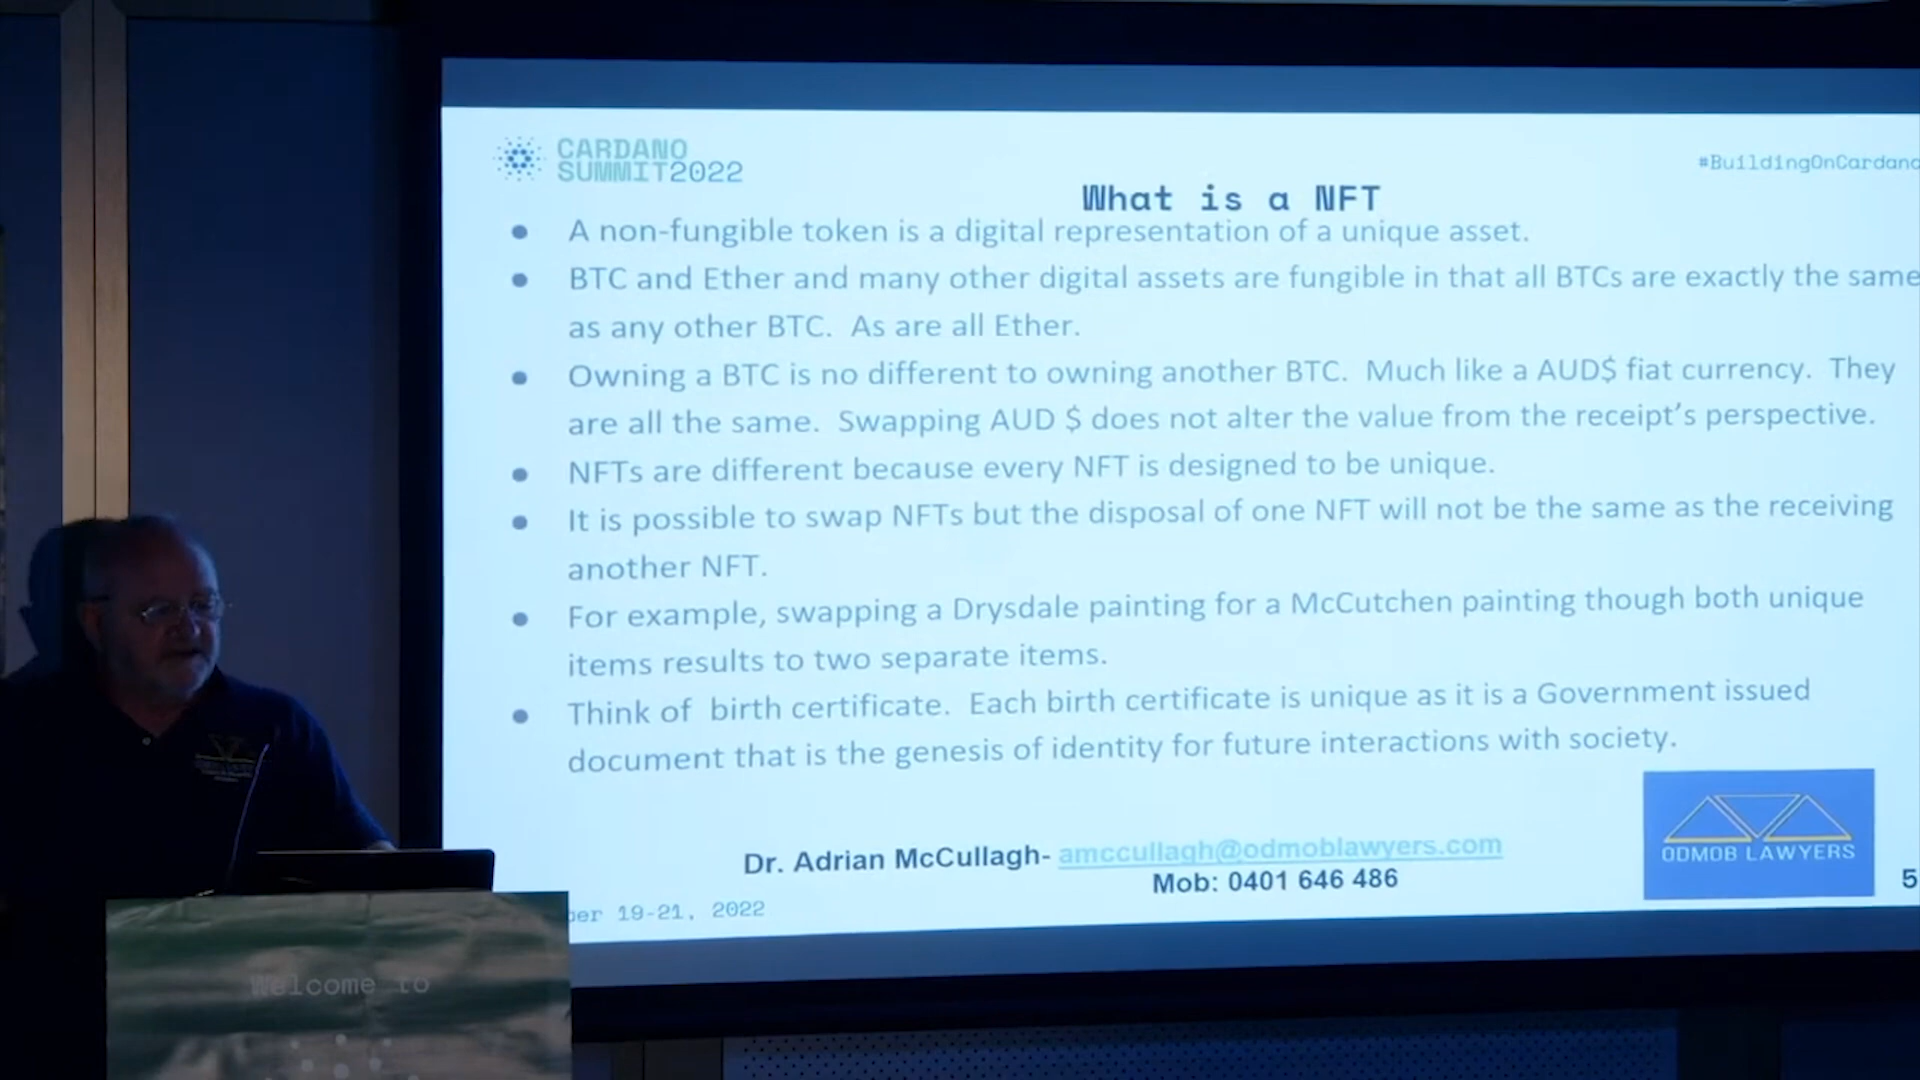 CARDANO
SUMMIT2022
#BuildingOnCardano
What is a NFT
• A non-fungible token is a digital representation of a unique asset.
• BTC and Ether and many other digital assets are fungible in that all BTCs are exactly the same
as any other BTC. As are all Ether.
• Owning a BTC is no different to owning another BTC. Much like a AUD$ fiat currency. They
are all the same. Swapping AUD $ does not alter the value from the receipt's perspective.
• NFTs are different because every NFT is designed to be unique.
• It is possible to swap NFTs but the disposal of one NFT will not be the same as the receiving
another NFT.
• For example, swapping a Drysdale painting for a McCutchen painting though both unique
items results to two separate items.
• Think of birth certificate. Each birth certificate is unique as it is a Government issued
document that is the genesis of identity for future interactions with society.
Dr. Adrian McCullagh- amccullagh@odmoblawyers.com
Mob: 0401 646 486
ODMOB LAWYERS
5
ber 19-21, 2022
Welcome to